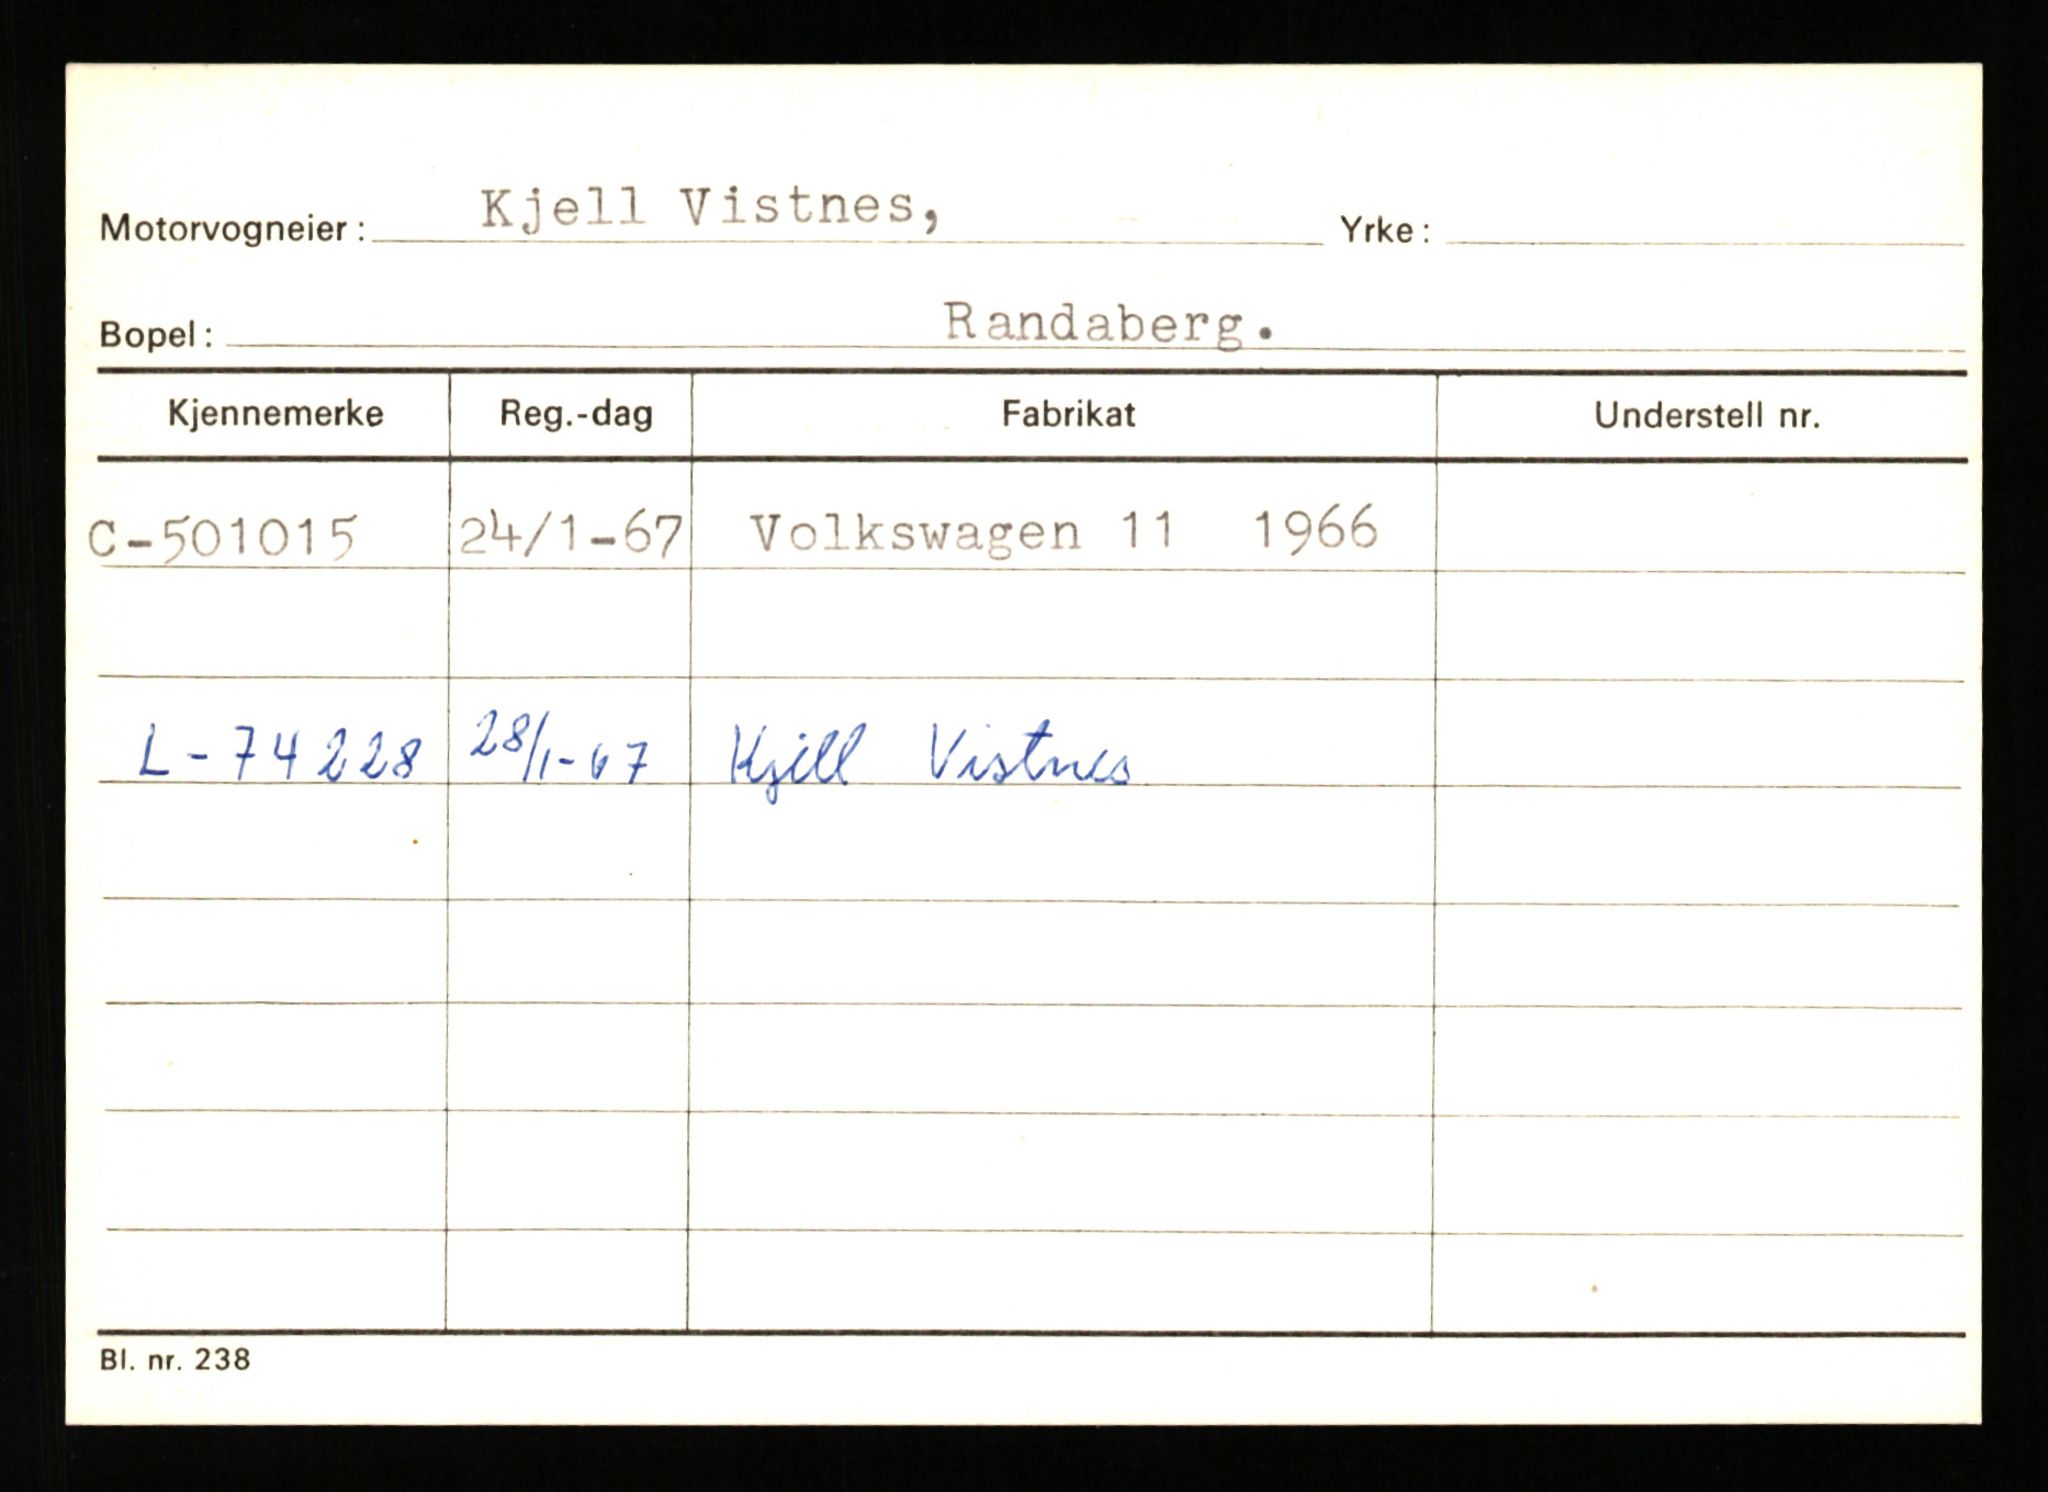 Motorvogneier: Kjell Vistnes, Yrke:
Bopel: Randaberg.
Kjennemerke Reg.-dag Fabrikat Understell nr.
C-501015 24/1-67 Volkswagen 11 1966
L-74228 28/1-67 Kjell Vistnes
Bl. nr. 238